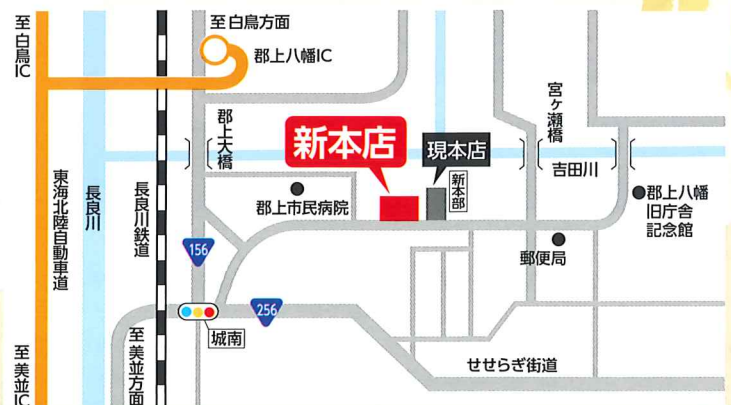 至白鳥IC
至白鳥方面
郡上八幡IC
郡上大橋
新本店
現本店
新本部
宮ヶ瀬橋
吉田川
東海北陸自動車道
長良川
長良川鉄道
郡上市民病院
郡上八幡
旧庁舎
記念館
郵便局
156
256
城南
せせらぎ街道
至美並IC
至美並方面